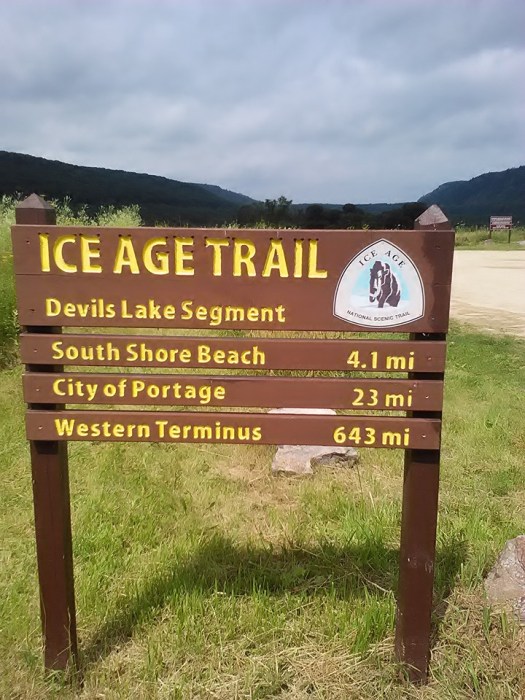 ICE AGE TRAIL
ICE AGE
NATIONAL SCENIC TRAIL
Devils Lake Segment
South Shore Beach 4.1 mi
City of Portage 23 mi
Western Terminus 643 mi